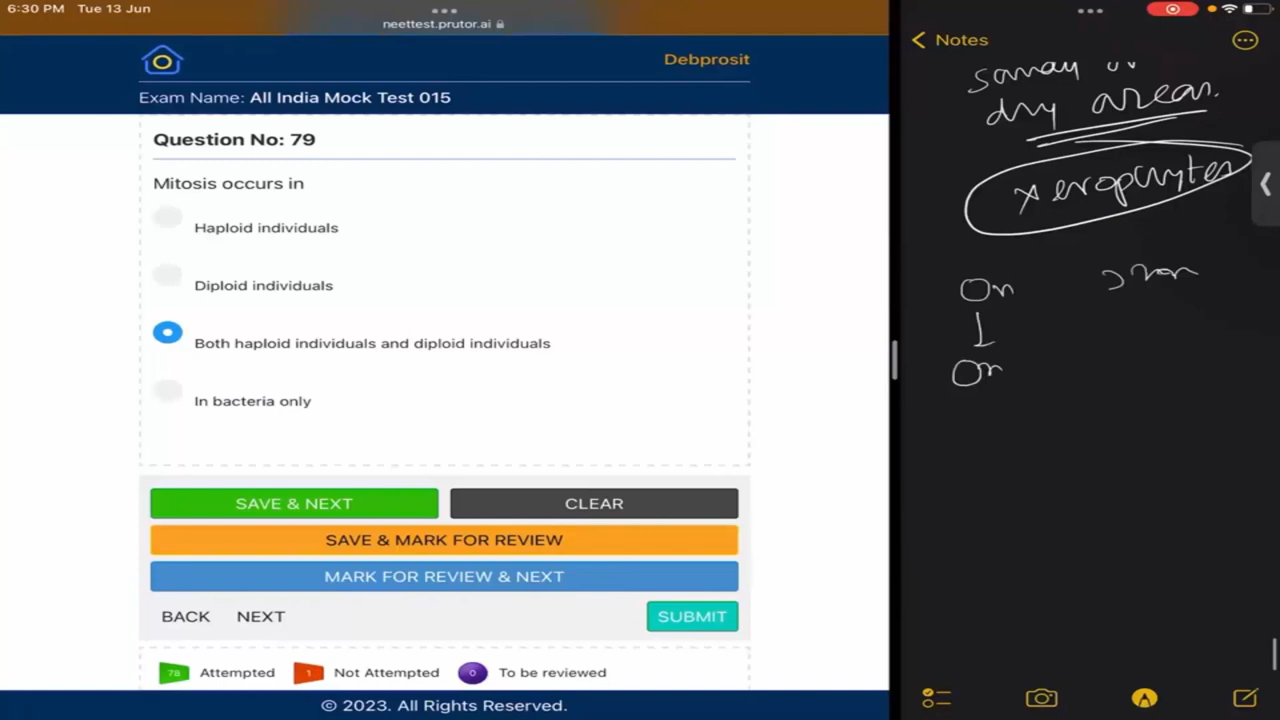 6:30 PM Tue 13 Jun
neettest.prutor.ai
Debprosit
Exam Name: All India Mock Test 015
Question No: 79
Mitosis occurs in
Haploid individuals
Diploid individuals
Both haploid individuals and diploid individuals
In bacteria only
SAVE & NEXT
CLEAR
SAVE & MARK FOR REVIEW
MARK FOR REVIEW & NEXT
BACK
NEXT
SUBMIT
78 Attempted
1 Not Attempted
0 To be reviewed
© 2023. All Rights Reserved.
Notes
dry areas.
Xerophytes